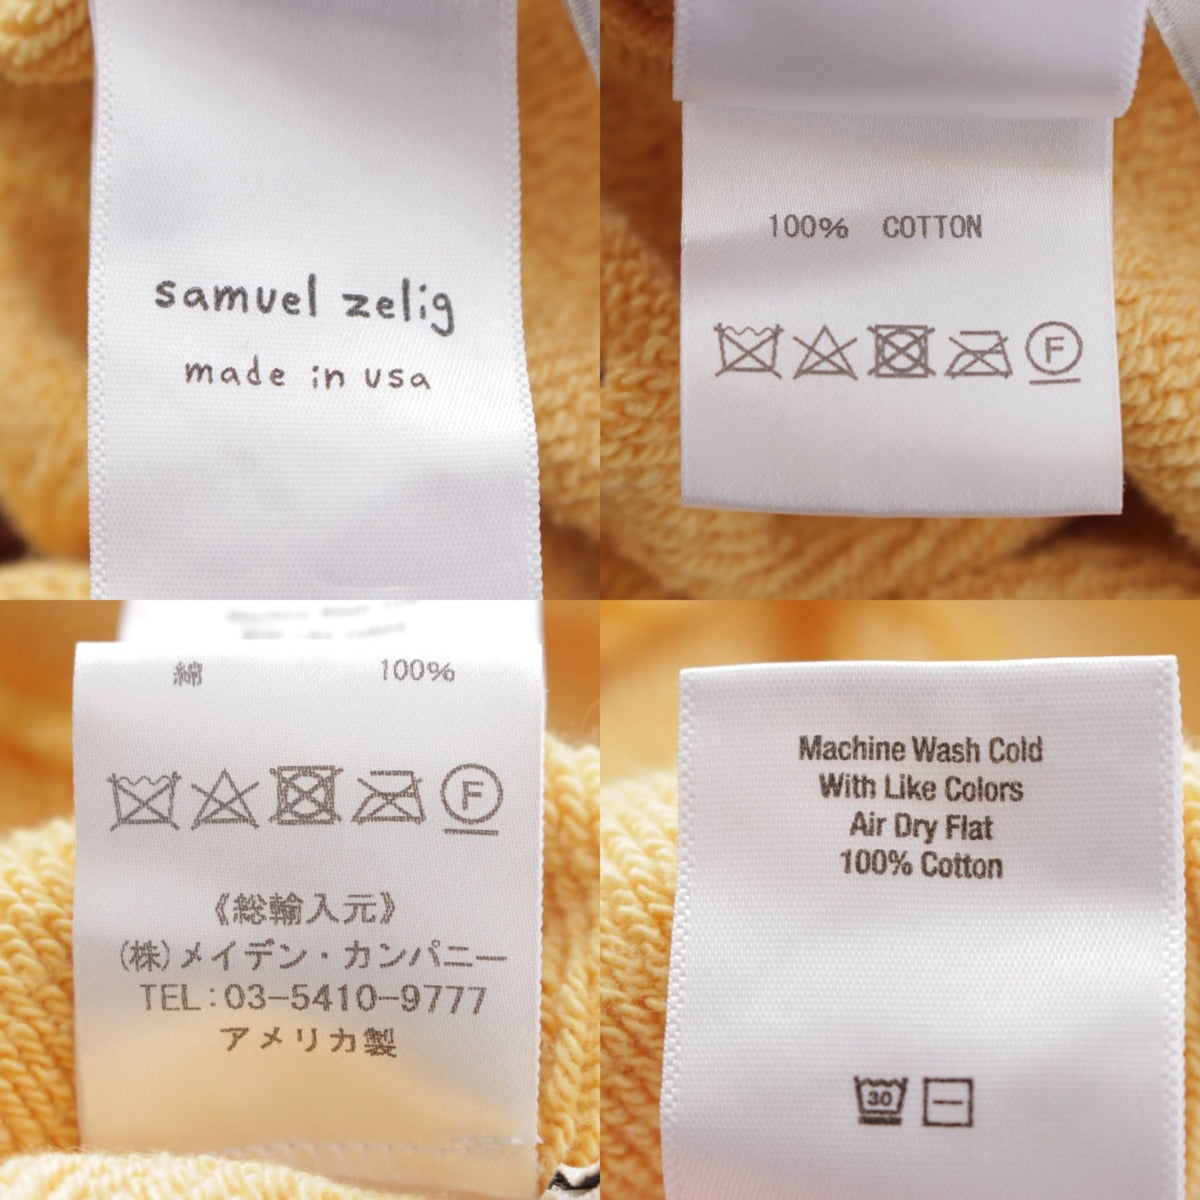 samuel zelig
made in usa
100% COTTON
F
綿 100%
F
《総輸入元》
(株)メイデン・カンパニー
TEL:03-5410-9777
アメリカ製
Machine Wash Cold
With Like Colors
Air Dry Flat
100% Cotton
30